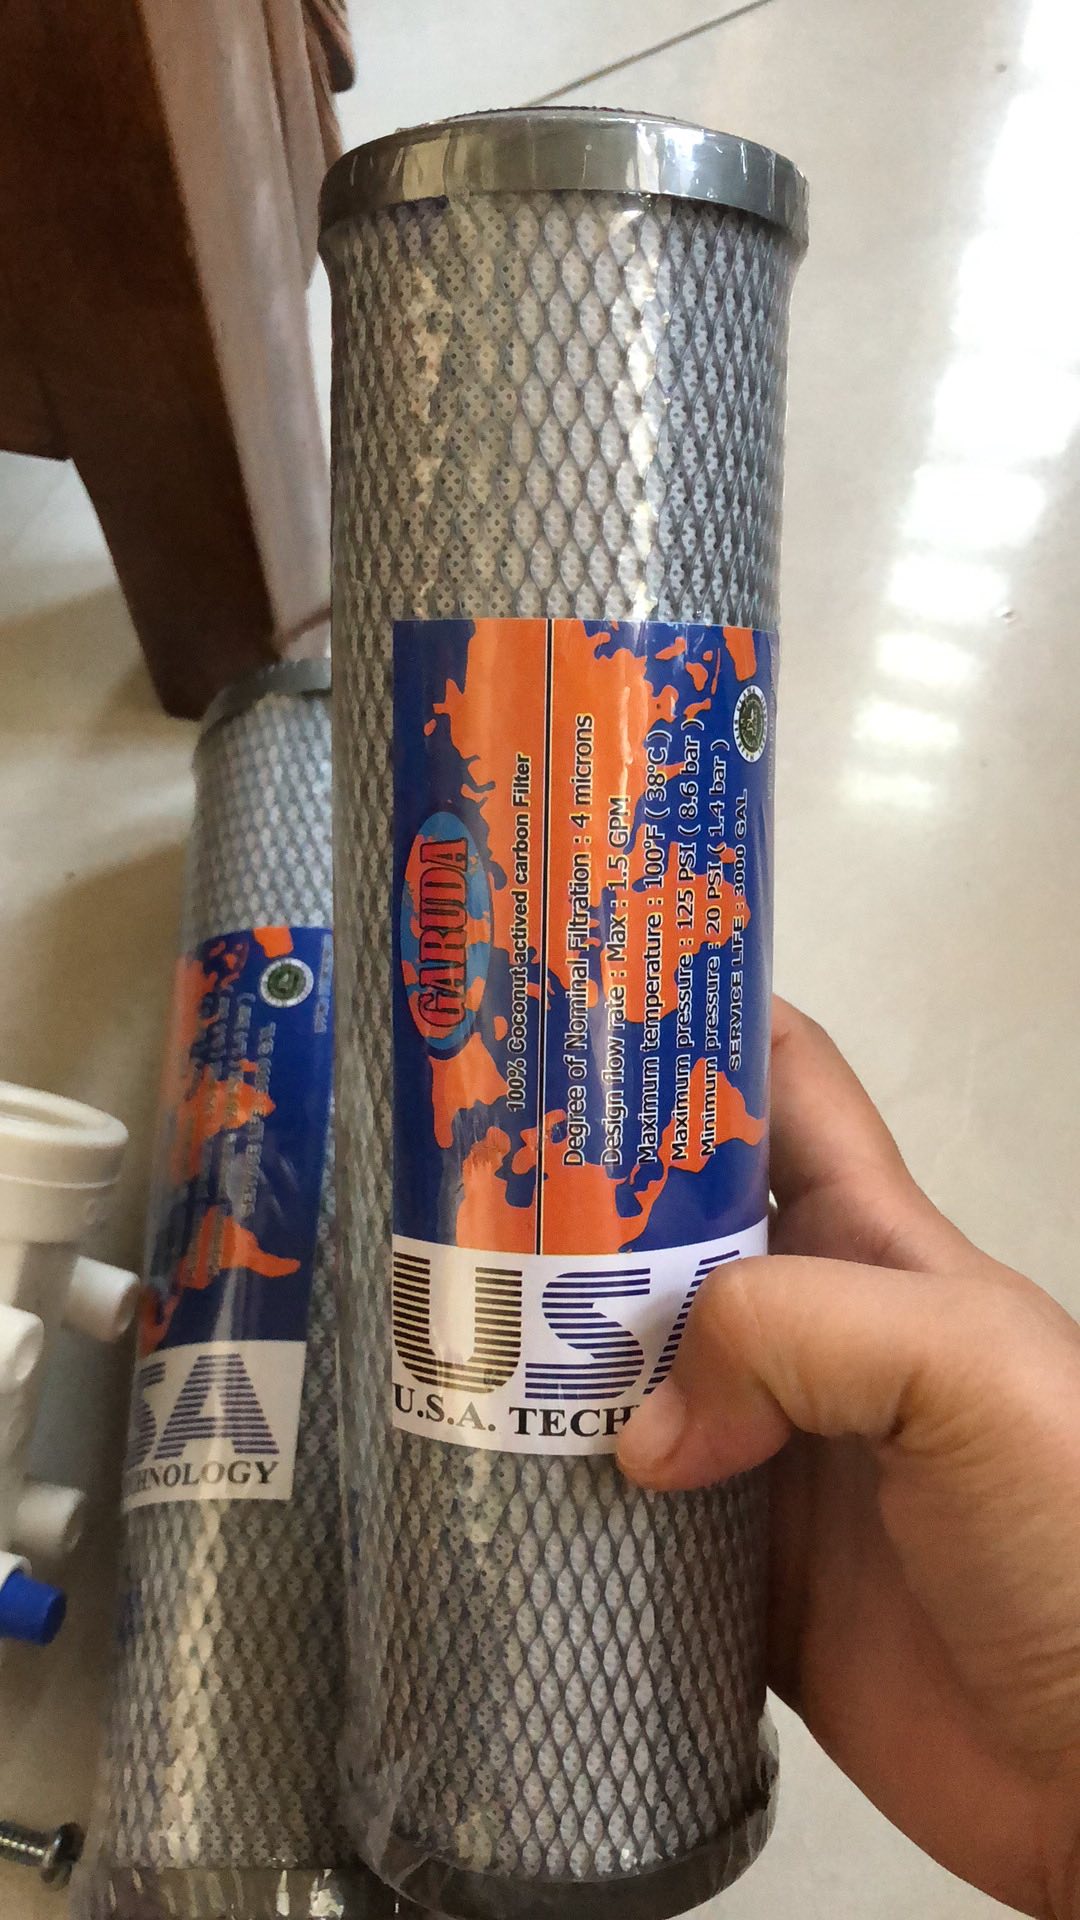 GARUDA
100% Coconut actived carbon Filter
Degree of Nominal Filtration : 4 microns
Design flow rate : Max : 1.5 GPM
Maximum temperature : 100°F ( 38°C )
Maximum pressure : 125 PSI ( 8.6 bar )
Minimum pressure : 20 PSI ( 1.4 bar )
SERVICE LIFE : 3000 GAL
USA
U.S.A. TECH
SA
HNOLOGY